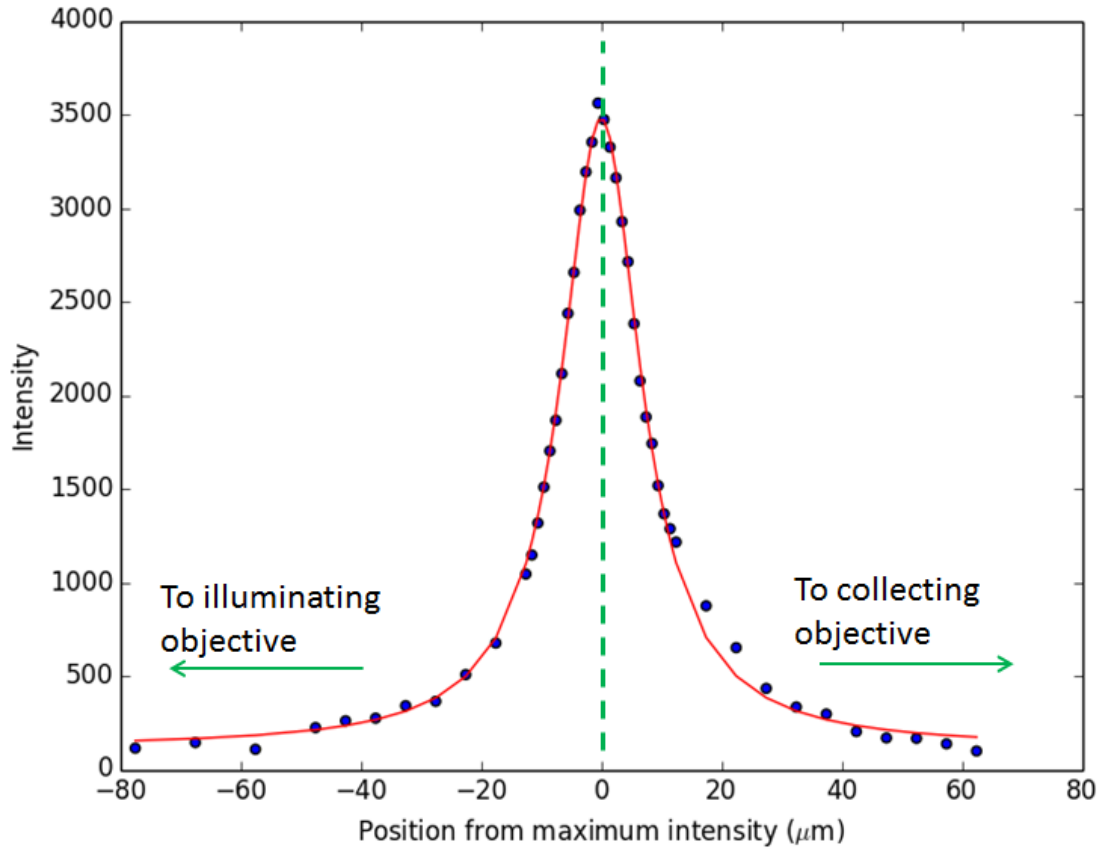 4000
3500
3000
2500
2000
1500
1000
500
0
Intensity
To illuminating
objective
To collecting
objective
−80 −60 −40 −20 0 20 40 60 80
Position from maximum intensity (μm)